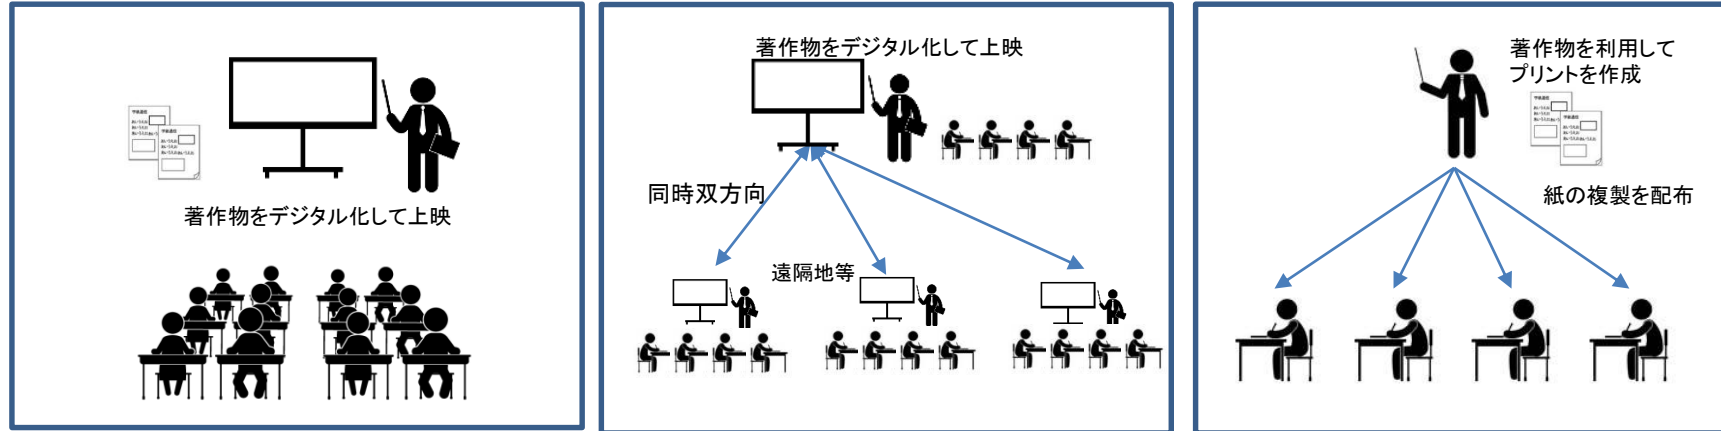 著作物をデジタル化して上映
著作物をデジタル化して上映
同時双方向
遠隔地等
著作物を利用して
プリントを作成
紙の複製を配布